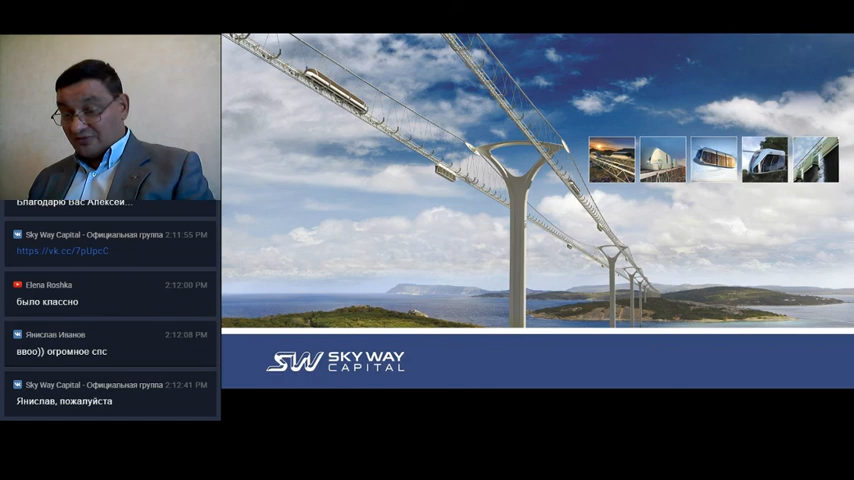 Благодарю Вас Алексей...
Sky Way Capital - Официальная группа 2:11:55 PM
https://vk.cc/7pUpcC
Elena Roshka 2:12:00 PM
было классно
Янислав Иванов 2:12:08 PM
ввоо)) огромное спс
Sky Way Capital - Официальная группа 2:12:41 PM
Янислав, пожалуйста
SW SKY WAY
CAPITAL